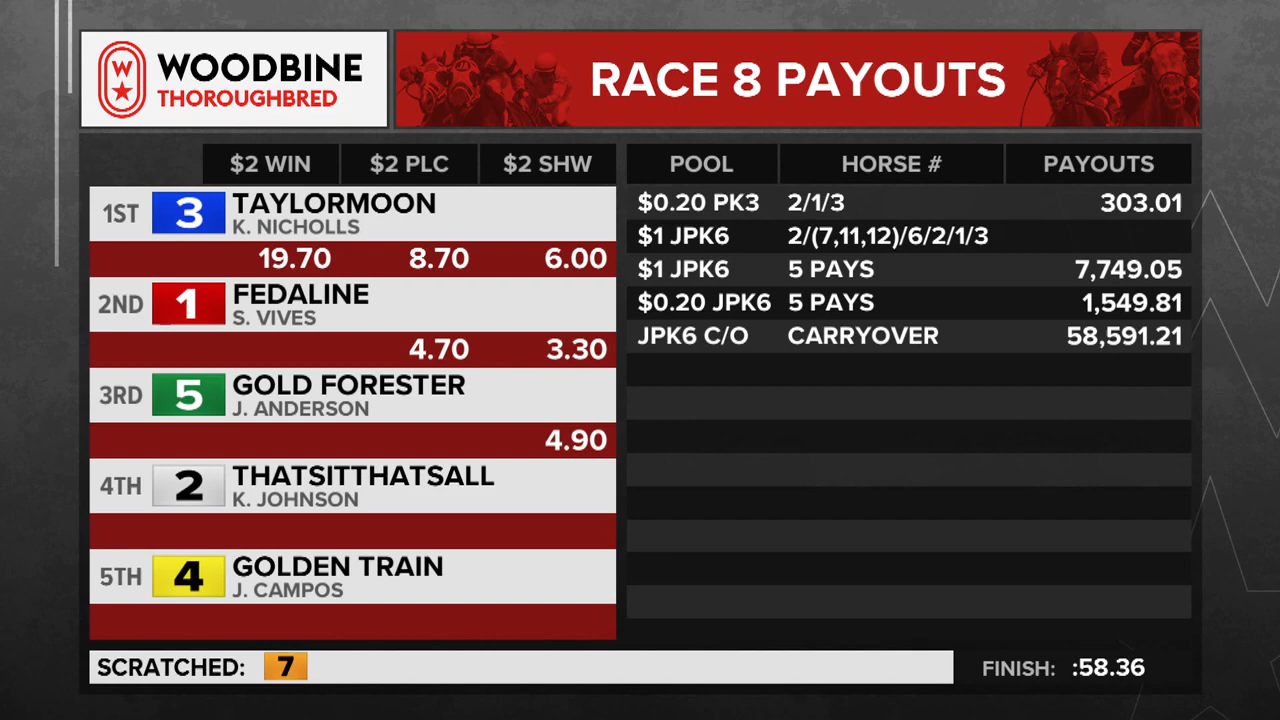 W
WOODBINE
THOROUGHBRED
RACE 8 PAYOUTS
$2 WIN $2 PLC $2 SHW
1ST 3 TAYLORMOON
K. NICHOLLS
19.70 8.70 6.00
2ND 1 FEDALINE
S. VIVES
4.70 3.30
3RD 5 GOLD FORESTER
J. ANDERSON
4.90
4TH 2 THATSITTHATSALL
K. JOHNSON
5TH 4 GOLDEN TRAIN
J. CAMPOS
POOL HORSE # PAYOUTS
$0.20 PK3 2/1/3 303.01
$1 JPK6 2/(7,11,12)/6/2/1/3
$1 JPK6 5 PAYS 7,749.05
$0.20 JPK6 5 PAYS 1,549.81
JPK6 C/O CARRYOVER 58,591.21
SCRATCHED: 7
FINISH: :58.36